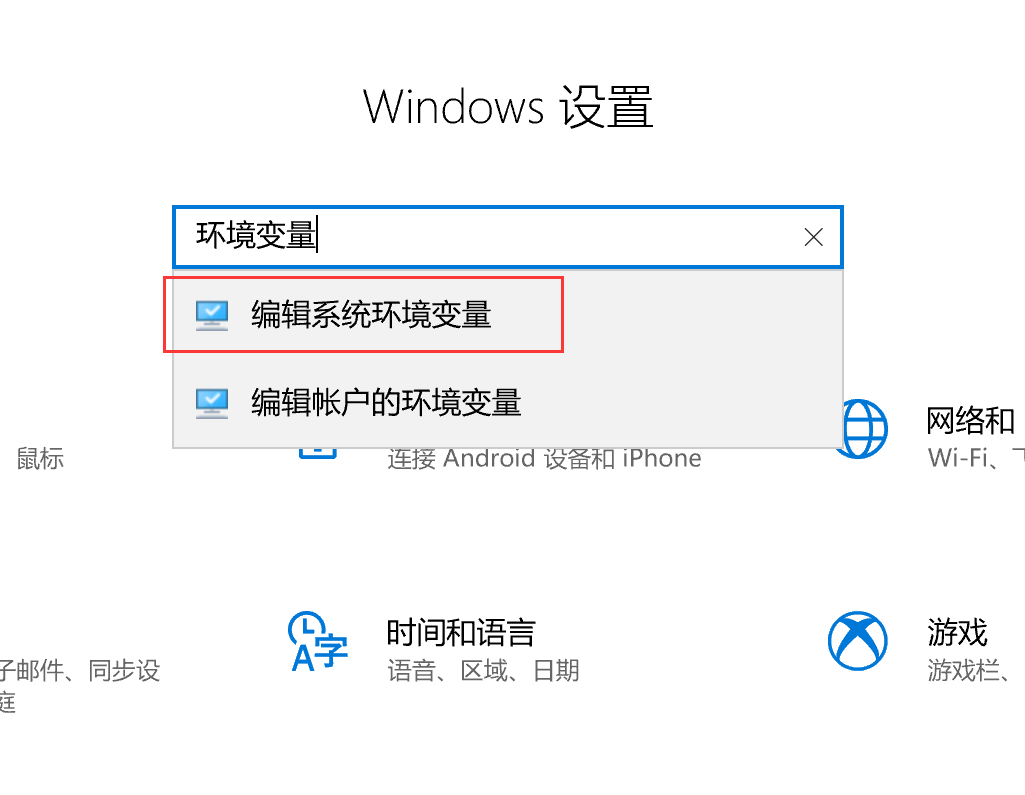 Windows 设置
环境变量
编辑系统环境变量
编辑帐户的环境变量
鼠标
连接 Android 设备和 iPhone
网络和
Wi-Fi、
时间和语言
语音、区域、日期
游戏
游戏栏、
子邮件、同步设
庭